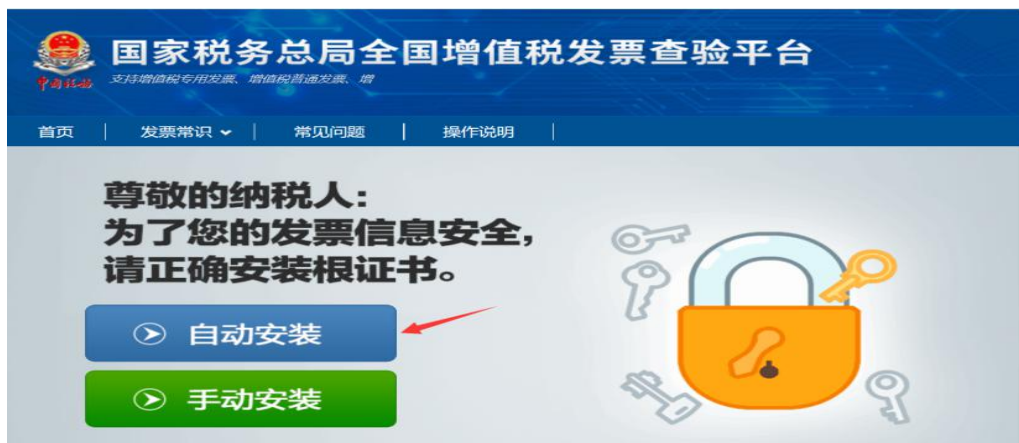 国家税务总局全国增值税发票查验平台
中国税务
支持增值税专用发票、增值税普通发票、增
首页
发票常识
常见问题
操作说明
尊敬的纳税人:
为了您的发票信息安全,
请正确安装根证书。
自动安装
手动安装